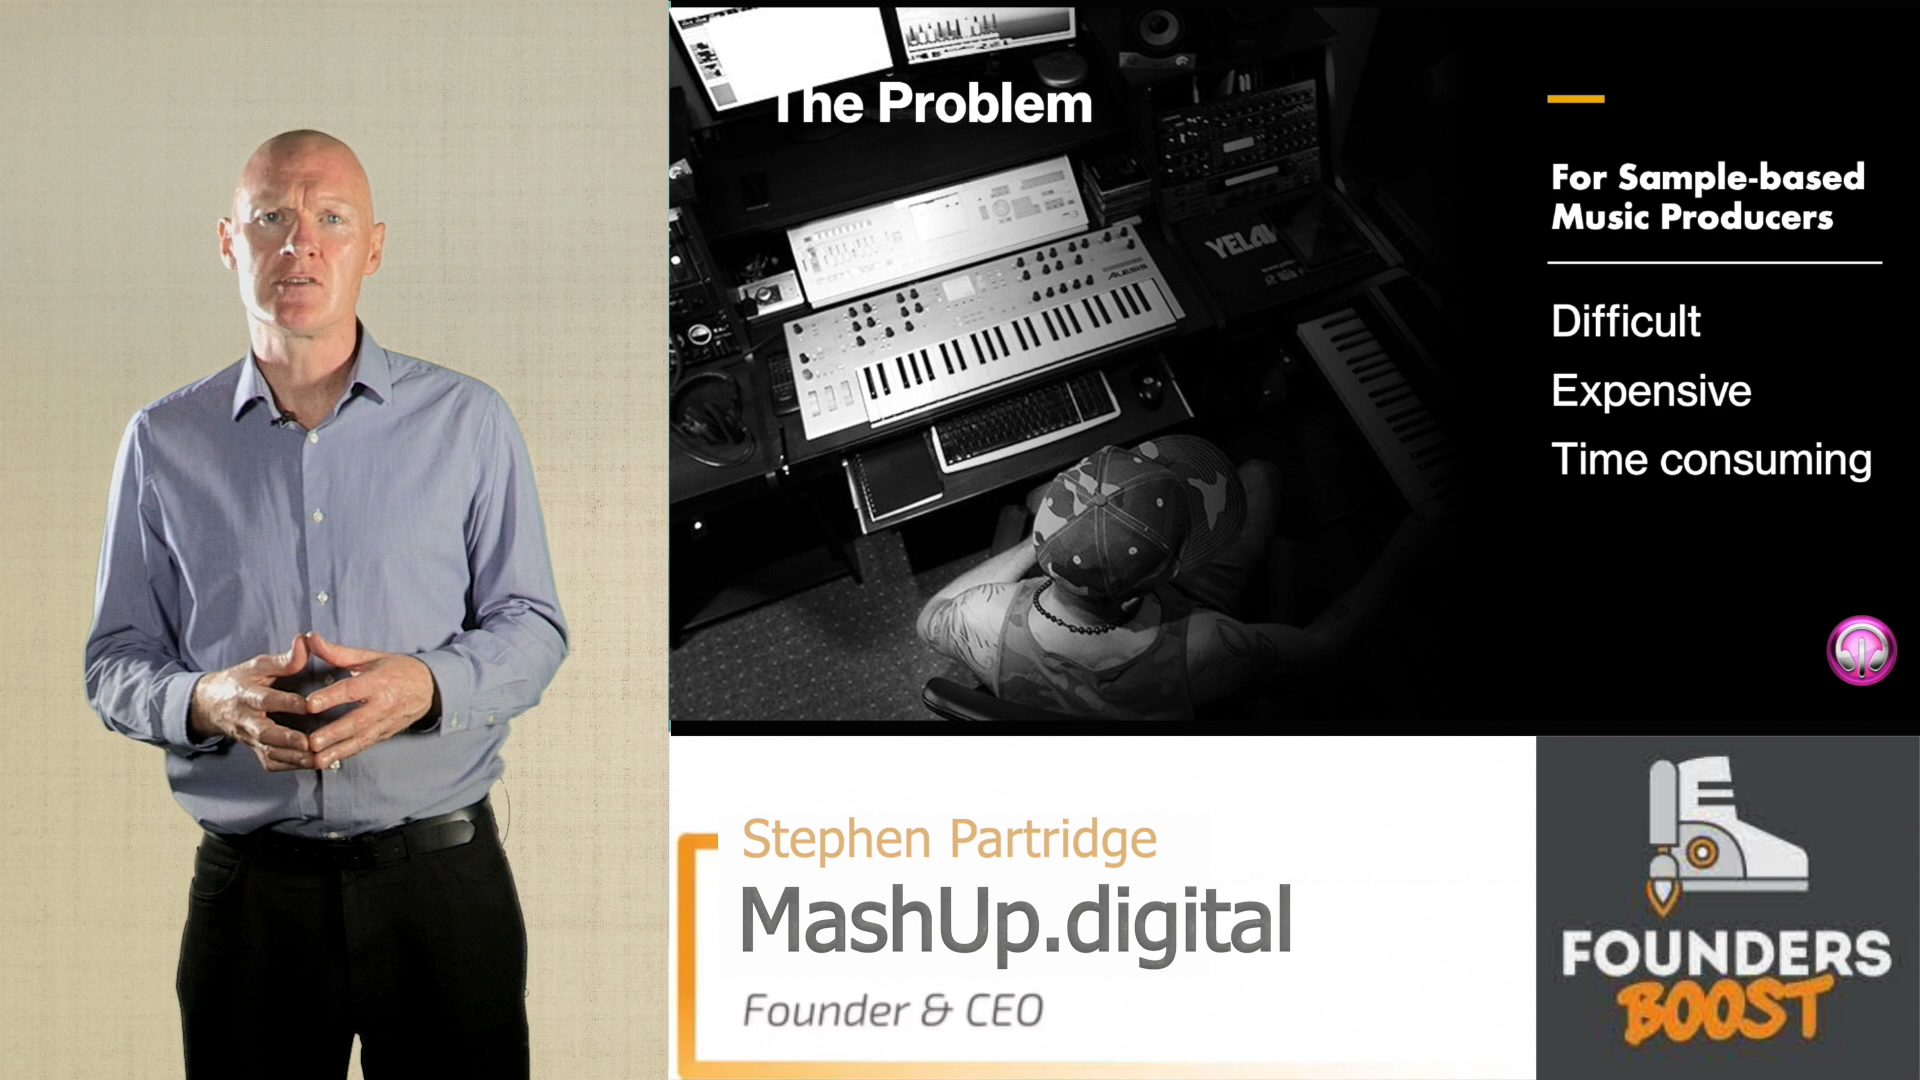 The Problem
For Sample-based
Music Producers
Difficult
Expensive
Time consuming
ALESIS
Stephen Partridge
MashUp.digital
Founder & CEO
FOUNDERS
BOOST